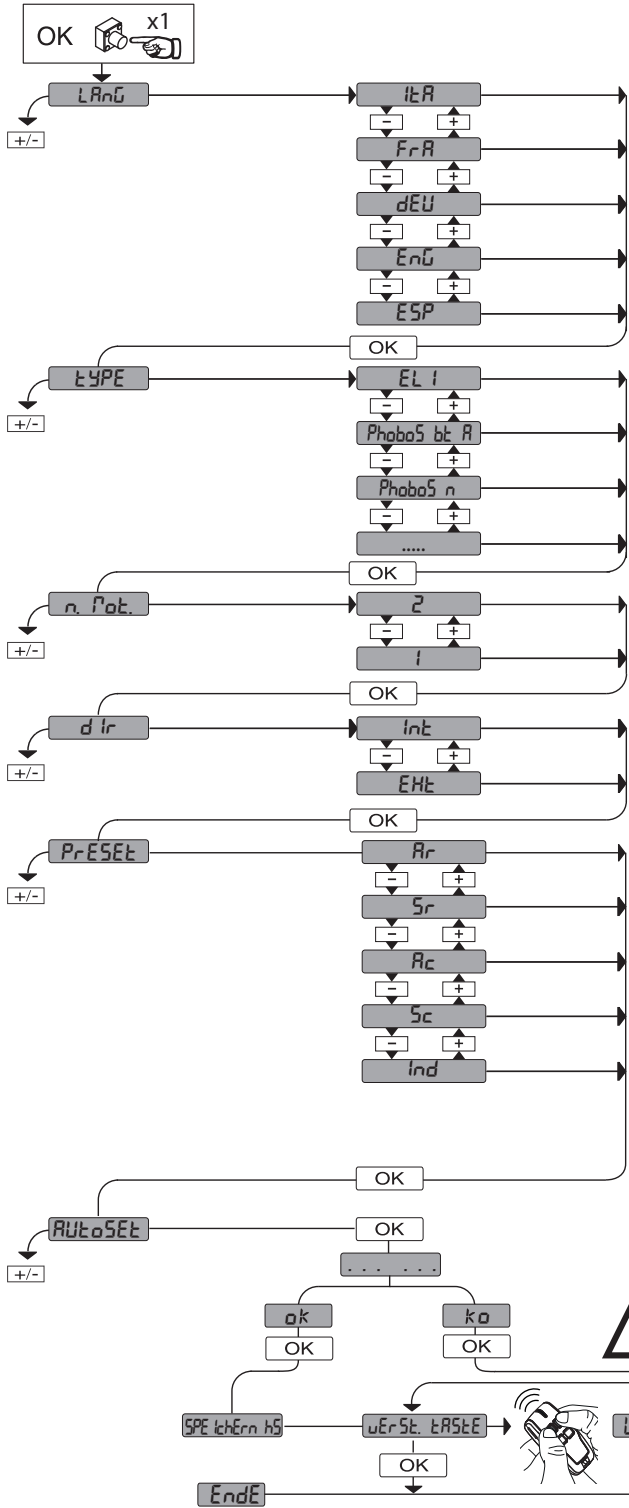 OK x1
LAnG ItA
+/- - +
FrA
- +
dEU
- +
EnG
- +
ESP
OK
tYPE EL 1
+/- - +
PhoboS bt A
- +
PhoboS n
- +
.....
OK
n. Mot. 2
+/- - +
1
OK
dIr Int
+/- - +
EHt
OK
PrESEt Ar
+/- - +
Sr
- +
Ac
- +
Sc
- +
Ind
OK
AUtoSEt OK
+/- ... ...
ok ko
OK OK
SPEIchErn hS vErSt. tAStE
OK
EndE